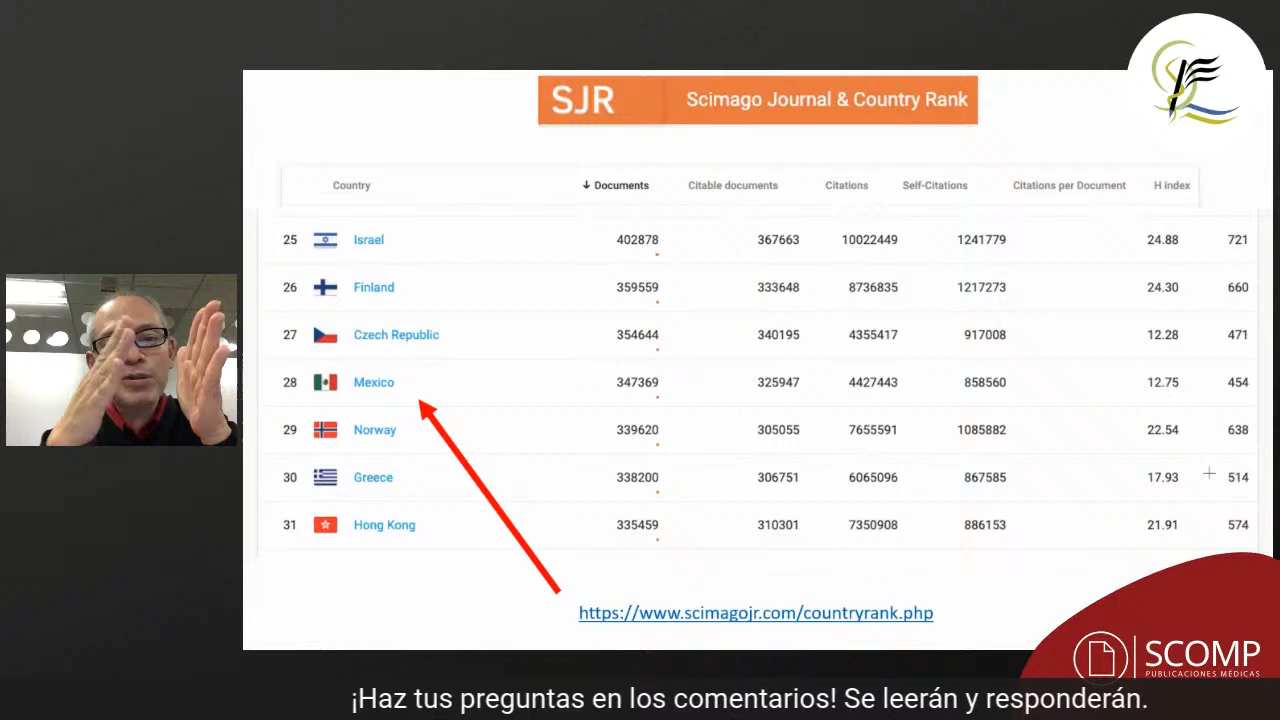 SJR Scimago Journal & Country Rank
Country ↓ Documents Citable documents Citations Self-Citations Citations per Document H index
25 Israel 402878 367663 10022449 1241779 24.88 721
26 Finland 359559 333648 8736835 1217273 24.30 660
27 Czech Republic 354644 340195 4355417 917008 12.28 471
28 Mexico 347369 325947 4427443 858560 12.75 454
29 Norway 339620 305055 7655591 1085882 22.54 638
30 Greece 338200 306751 6065096 867585 17.93 514
31 Hong Kong 335459 310301 7350908 886153 21.91 574
https://www.scimagojr.com/countryrank.php
SCOMP
PUBLICACIONES MÉDICAS
¡Haz tus preguntas en los comentarios! Se leerán y responderán.